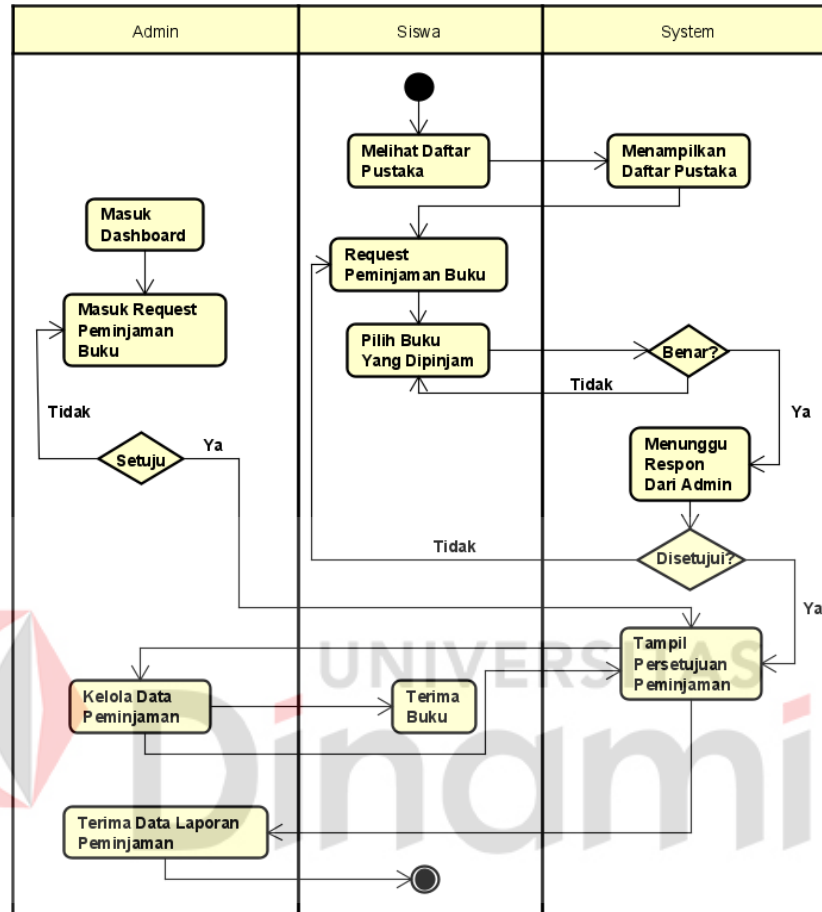 Admin
Siswa
System
Melihat Daftar
Pustaka
Menampilkan
Daftar Pustaka
Masuk
Dashboard
Request
Peminjaman Buku
Masuk Request
Peminjaman
Buku
Pilih Buku
Yang Dipinjam
Benar?
Tidak
Ya
Tidak
Setuju
Ya
Menunggu
Respon
Dari Admin
Tidak
Disetujui?
Ya
Tampil
Persetujuan
Peminjaman
UNIVERSITAS
Dinami
Kelola Data
Peminjaman
Terima
Buku
Terima Data Laporan
Peminjaman